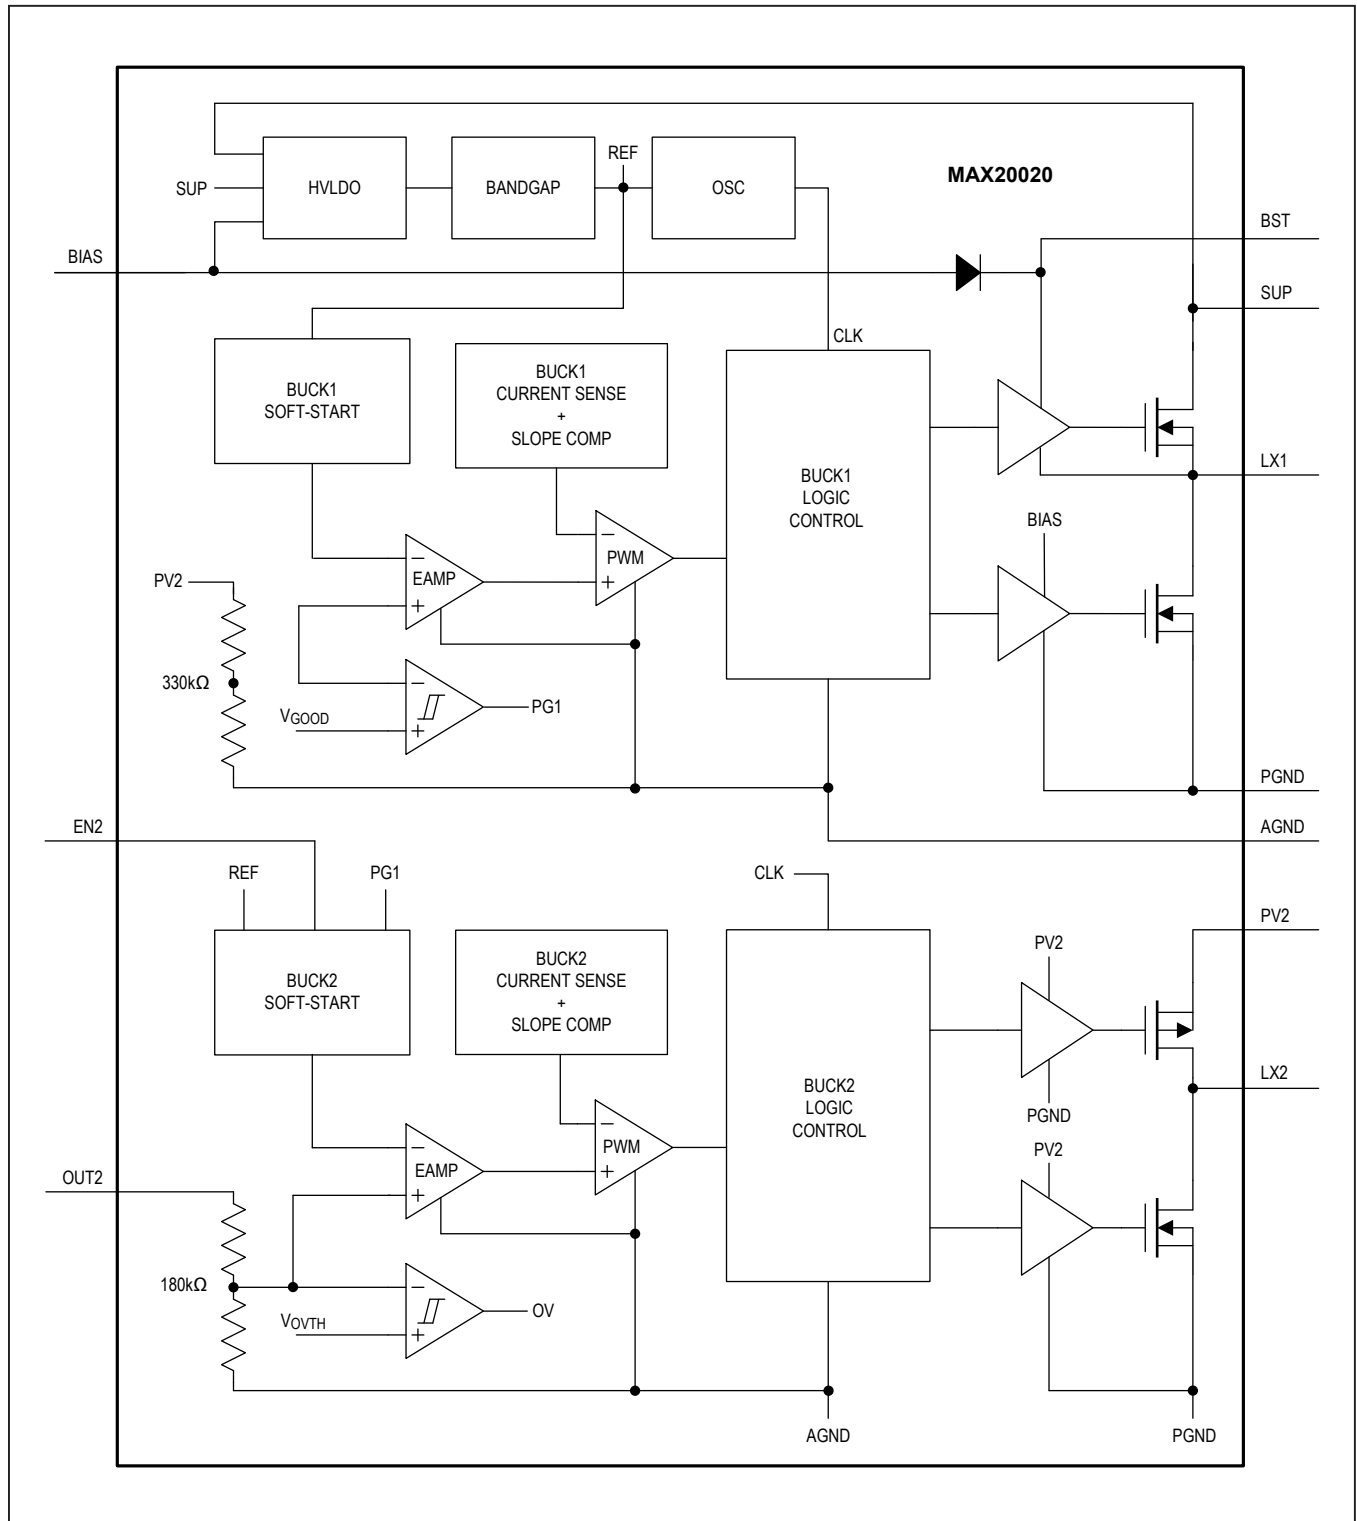 REF
MAX20020
HVLDO
BANDGAP
OSC
SUP
BST
BIAS
SUP
CLK
BUCK1
SOFT-START
BUCK1
CURRENT SENSE
+
SLOPE COMP
LX1
BUCK1
LOGIC
CONTROL
BIAS
−
PWM
+
−
EAMP
+
PV2
330kΩ
−
+
VGOOD
PG1
PGND
EN2
AGND
REF
PG1
CLK
PV2
BUCK2
SOFT-START
BUCK2
CURRENT SENSE
+
SLOPE COMP
PV2
BUCK2
LOGIC
CONTROL
LX2
PGND
−
PWM
+
PV2
−
EAMP
+
OUT2
180kΩ
−
+
VOVTH
OV
AGND
PGND